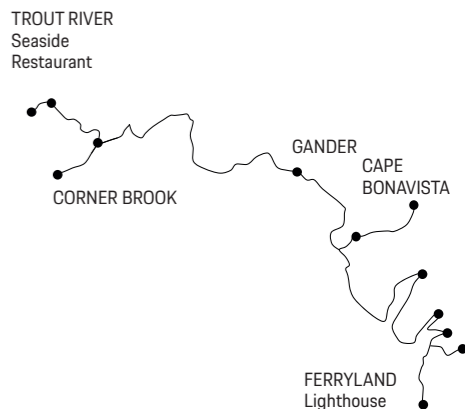 TROUT RIVER
Seaside
Restaurant
GANDER
CAPE
BONAVISTA
CORNER BROOK
FERRYLAND
Lighthouse